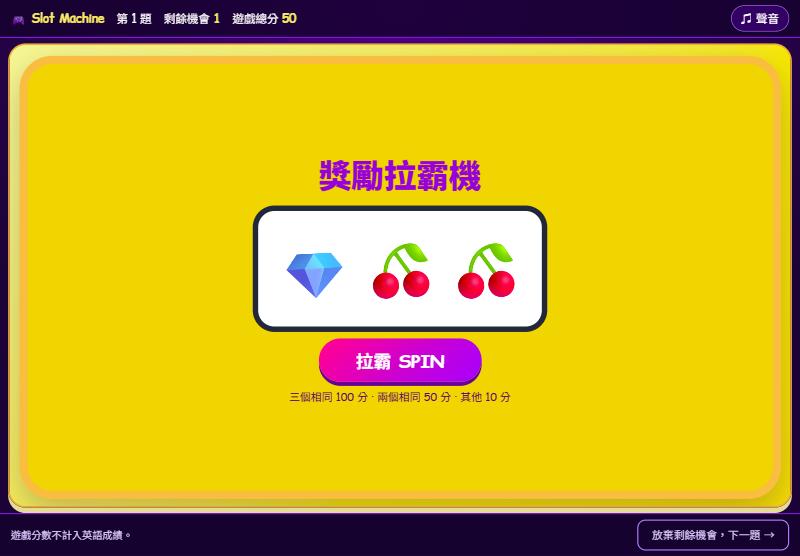 Slot Machine 第 1 題 剩餘機會 1 遊戲總分 50 ♫ 聲音
獎勵拉霸機
拉霸 SPIN
三個相同 100 分 · 兩個相同 50 分 · 其他 10 分
遊戲分數不計入英語成績。 放棄剩餘機會，下一題 →